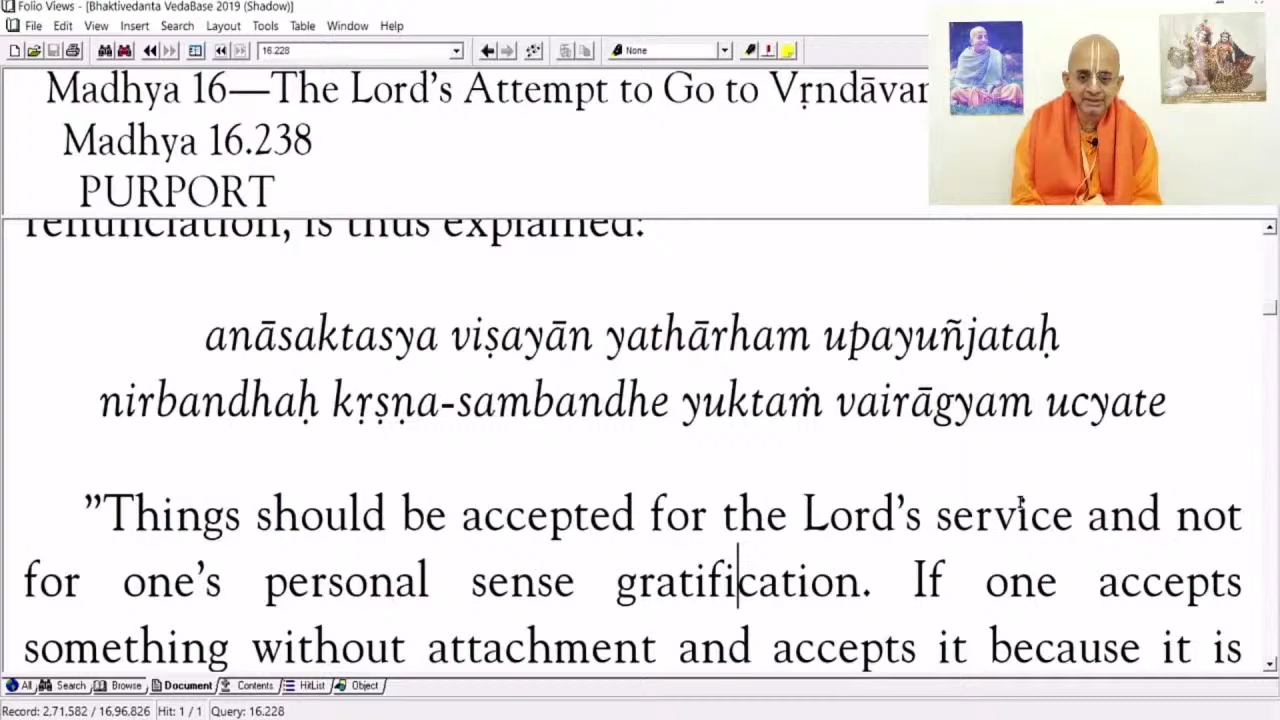 Folio Views - [Bhaktivedanta VedaBase 2019 (Shadow)]
File Edit View Insert Search Layout Tools Table Window Help
16.228
None
Madhya 16—The Lord’s Attempt to Go to Vṛndāvan
Madhya 16.238
PURPORT
renunciation, is thus explained:
anāsaktasya viṣayān yathārham upayuñjataḥ
nirbandhaḥ kṛṣṇa-sambandhe yuktaṁ vairāgyam ucyate
”Things should be accepted for the Lord’s service and not
for one’s personal sense gratification. If one accepts
something without attachment and accepts it because it is
All Search Browse Document Contents HitList Object
Record: 2,71,582 / 16,96,826 Hit: 1 / 1 Query: 16.228